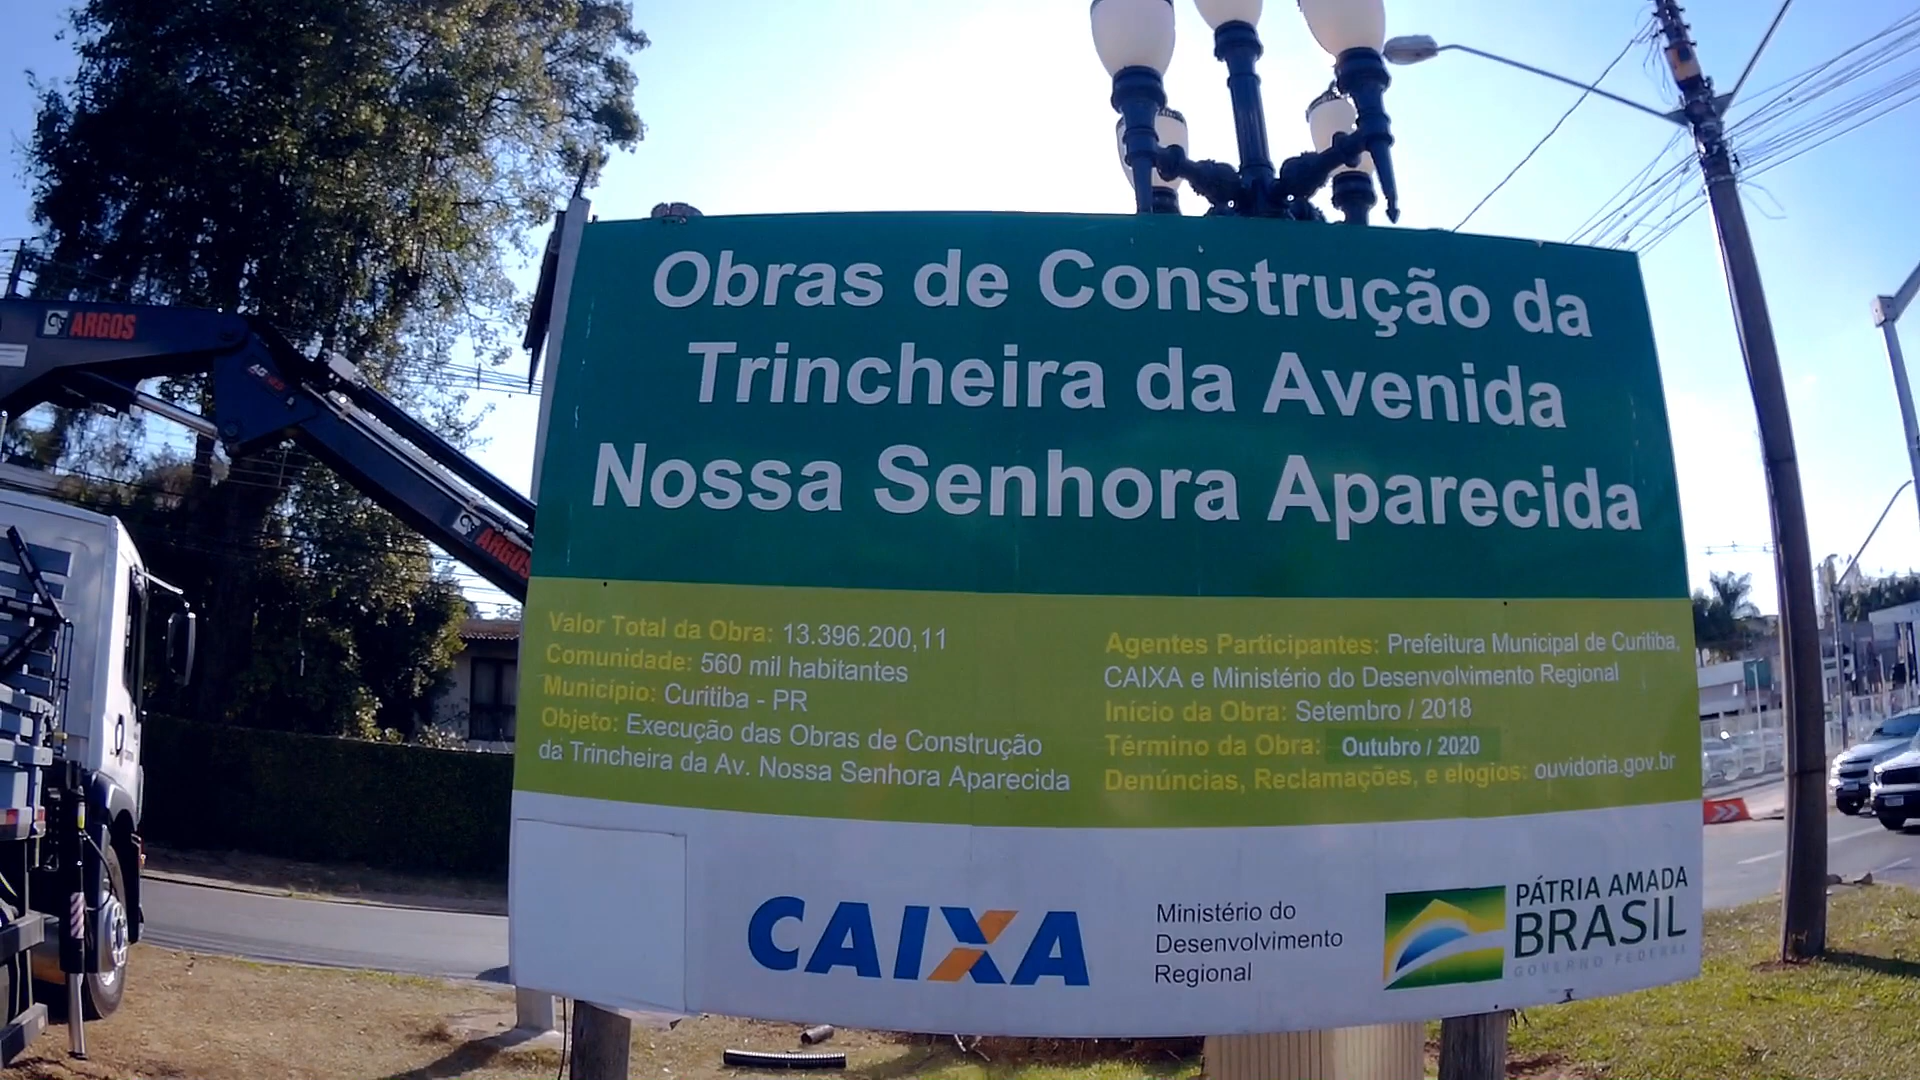 Obras de Construção da
Trincheira da Avenida
Nossa Senhora Aparecida
Valor Total da Obra: 13.396.200,11
Comunidade: 560 mil habitantes
Município: Curitiba - PR
Objeto: Execução das Obras de Construção
da Trincheira da Av. Nossa Senhora Aparecida
Agentes Participantes: Prefeitura Municipal de Curitiba,
CAIXA e Ministério do Desenvolvimento Regional
Início da Obra: Setembro / 2018
Término da Obra: Outubro / 2020
Denúncias, Reclamações, e elogios: ouvidoria.gov.br
CAIXA
Ministério do
Desenvolvimento
Regional
PÁTRIA AMADA
BRASIL
GOVERNO FEDERAL
ARGOS
ARGOS